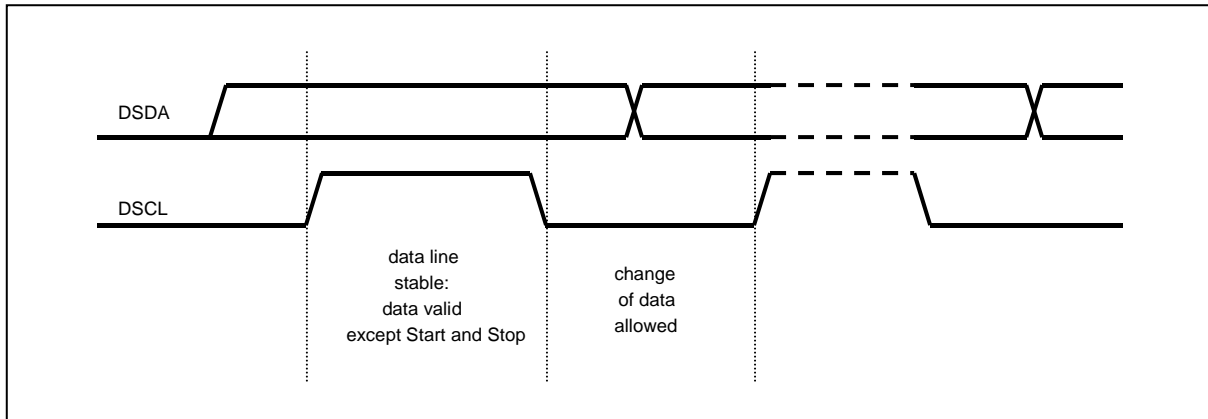 DSDA
DSCL
data line
stable:
data valid
except Start and Stop
change
of data
allowed